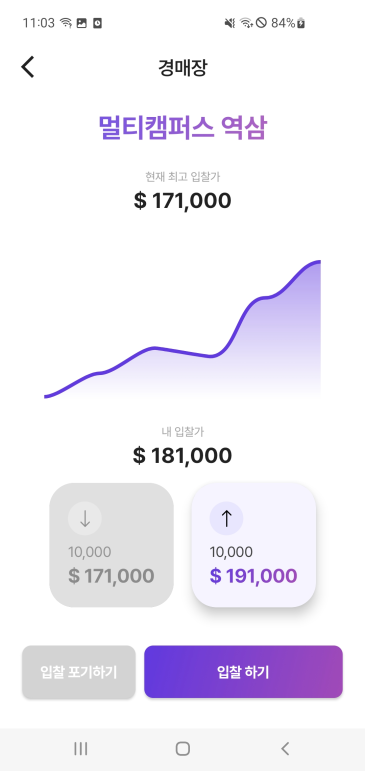 11:03 84%
경매장
멀티캠퍼스 역삼
현재 최고 입찰가
$ 171,000
내 입찰가
$ 181,000
10,000
$ 171,000
10,000
$ 191,000
입찰 포기하기
입찰 하기